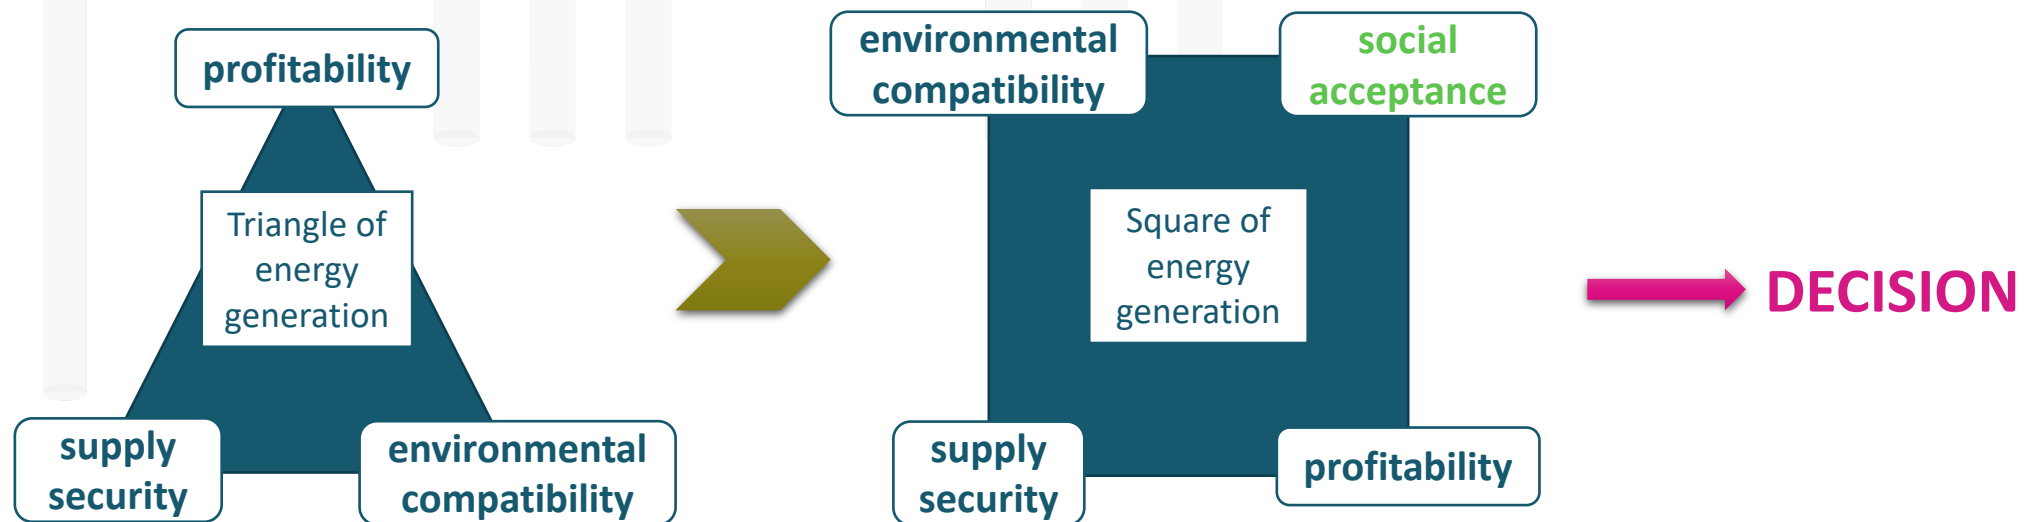 profitability
Triangle of
energy
generation
supply
security
environmental
compatibility
environmental
compatibility
social
acceptance
Square of
energy
generation
supply
security
profitability
DECISION